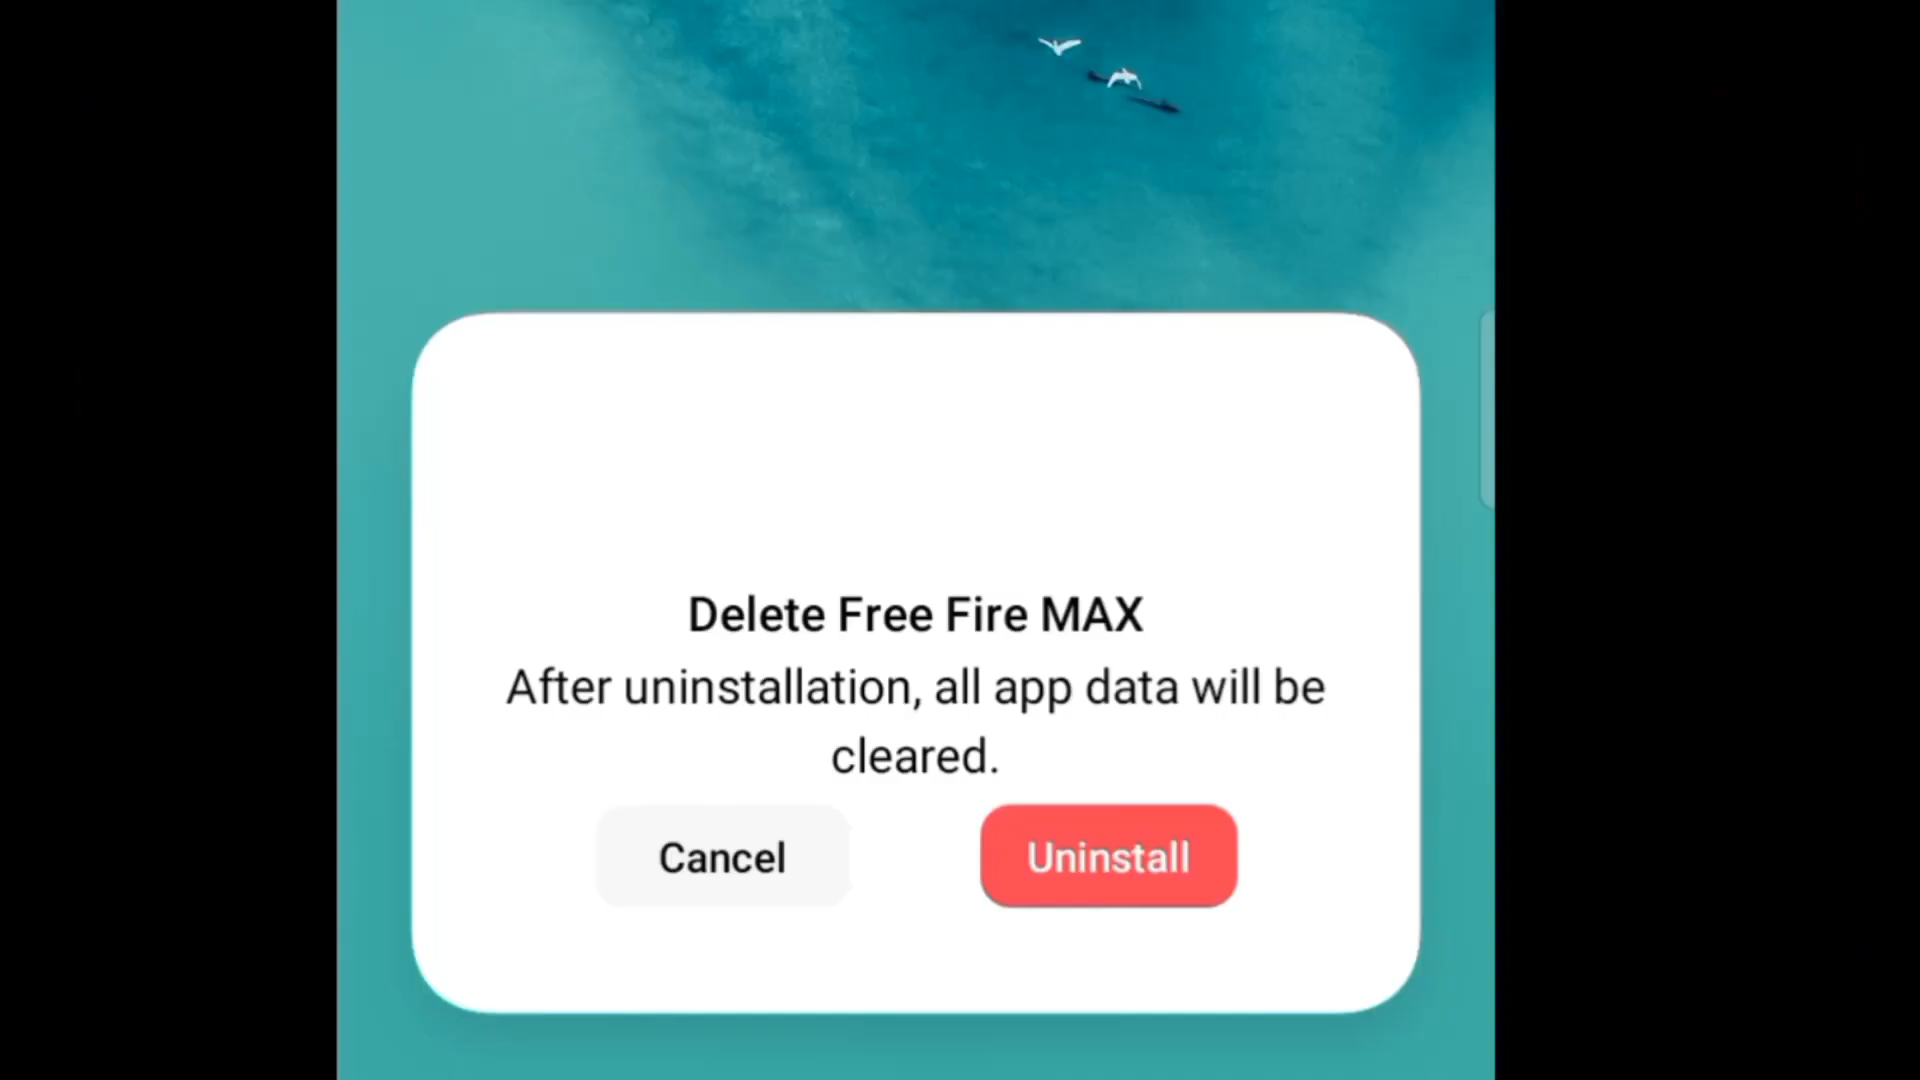 Delete Free Fire MAX
After uninstallation, all app data will be
cleared.
Cancel
Uninstall